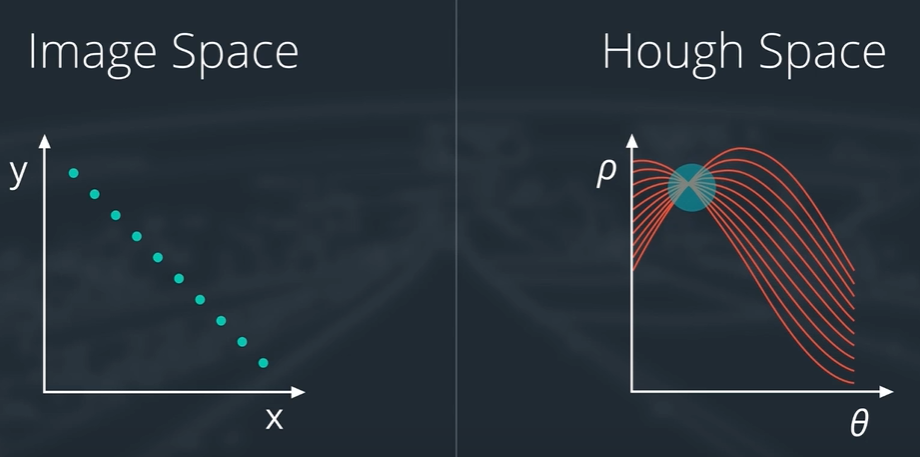 Image Space
Hough Space
y
x
ρ
θ